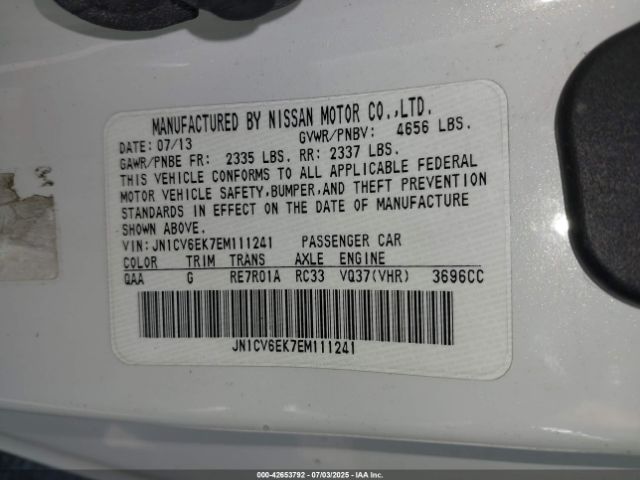 MANUFACTURED BY NISSAN MOTOR CO.,LTD.
DATE: 07/13 GVWR/PNBV: 4656 LBS.
GAWR/PNBE FR: 2335 LBS. RR: 2337 LBS.
THIS VEHICLE CONFORMS TO ALL APPLICABLE FEDERAL
MOTOR VEHICLE SAFETY,BUMPER,AND THEFT PREVENTION
STANDARDS IN EFFECT ON THE DATE OF MANUFACTURE
SHOWN ABOVE.
VIN: JN1CV6EK7EM111241 PASSENGER CAR
COLOR TRIM TRANS AXLE ENGINE
QAA G RE7R01A RC33 VQ37(VHR) 3696CC
JN1CV6EK7EM111241
000-42653792 - 07/03/2025 - IAAI, Inc.